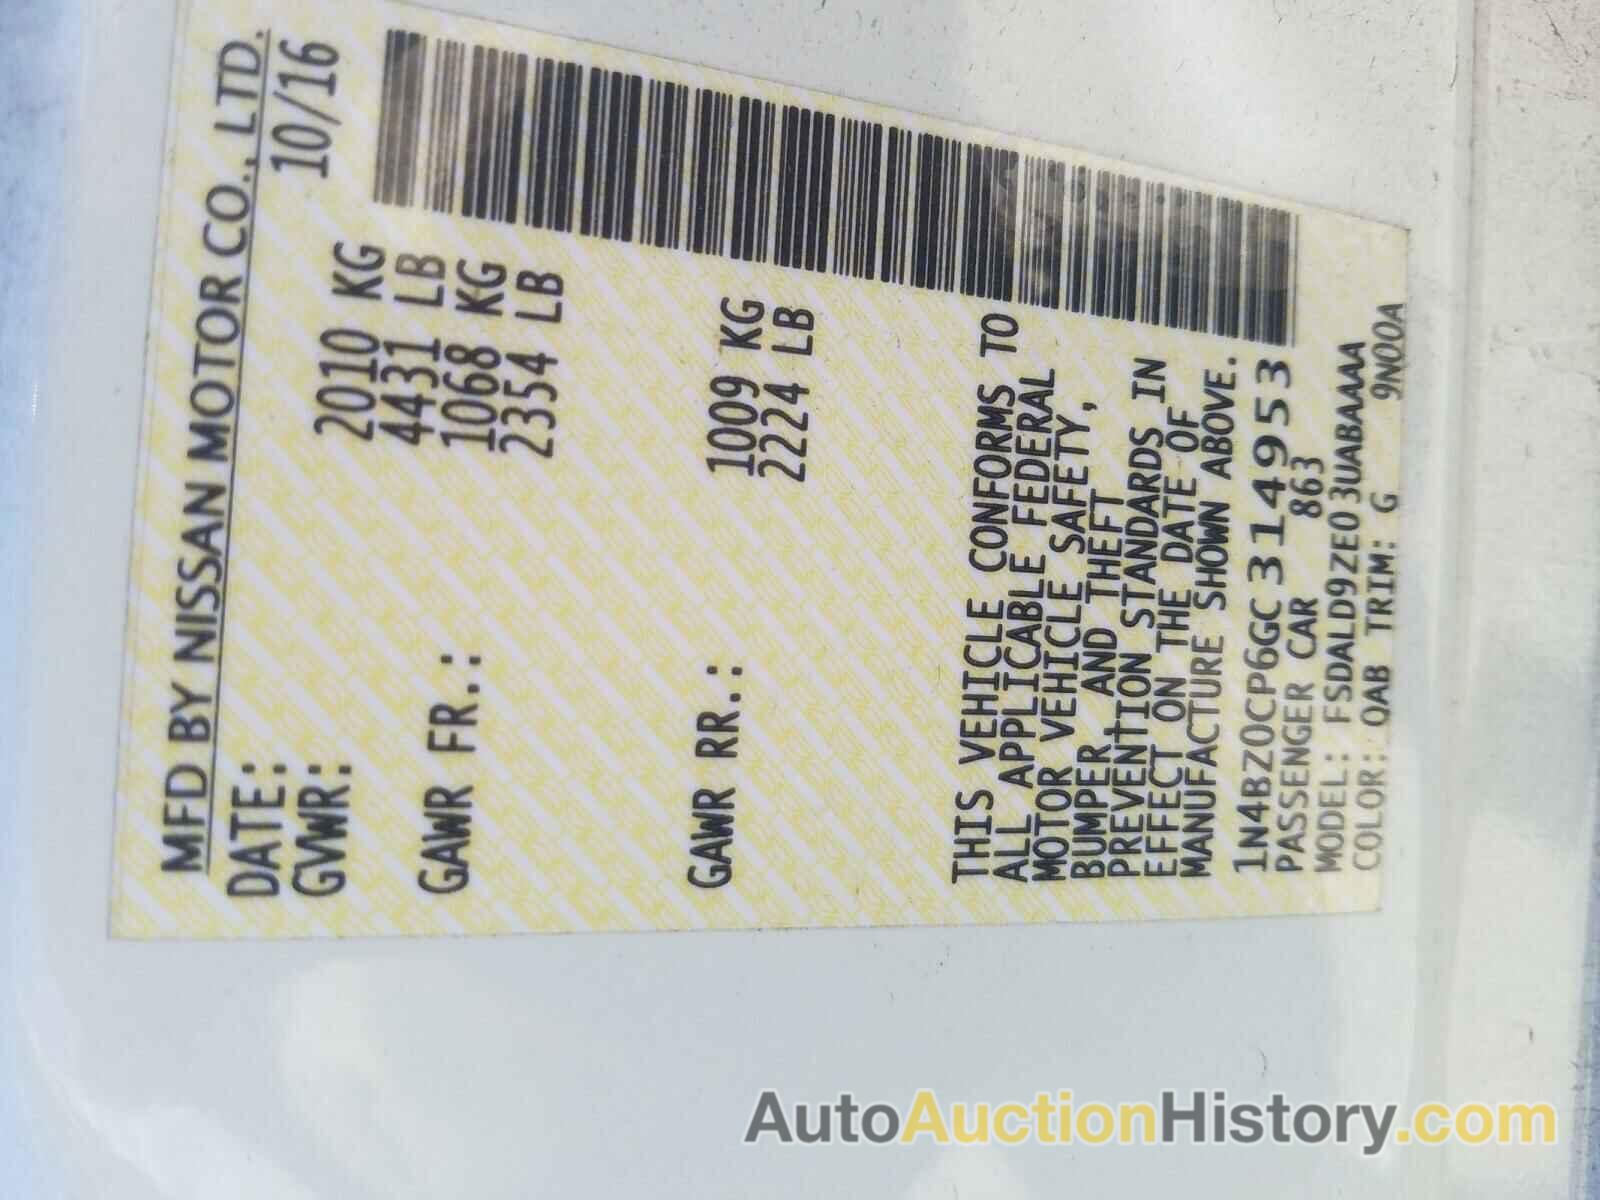 MFD BY NISSAN MOTOR CO., LTD.
DATE: 10/16
GVWR: 2010 KG
4431 LB
GAWR FR.: 1068 KG
2354 LB
GAWR RR.: 1009 KG
2224 LB
THIS VEHICLE CONFORMS TO
ALL APPLICABLE FEDERAL
MOTOR VEHICLE SAFETY,
BUMPER AND THEFT
PREVENTION STANDARDS IN
EFFECT ON THE DATE OF
MANUFACTURE SHOWN ABOVE.
1N4BZ0CP6GC314953
PASSENGER CAR 863
MODEL: FSDALD9ZE03UABAAAA
COLOR: QAB TRIM: G 9N00A
AutoAuctionHistory.com